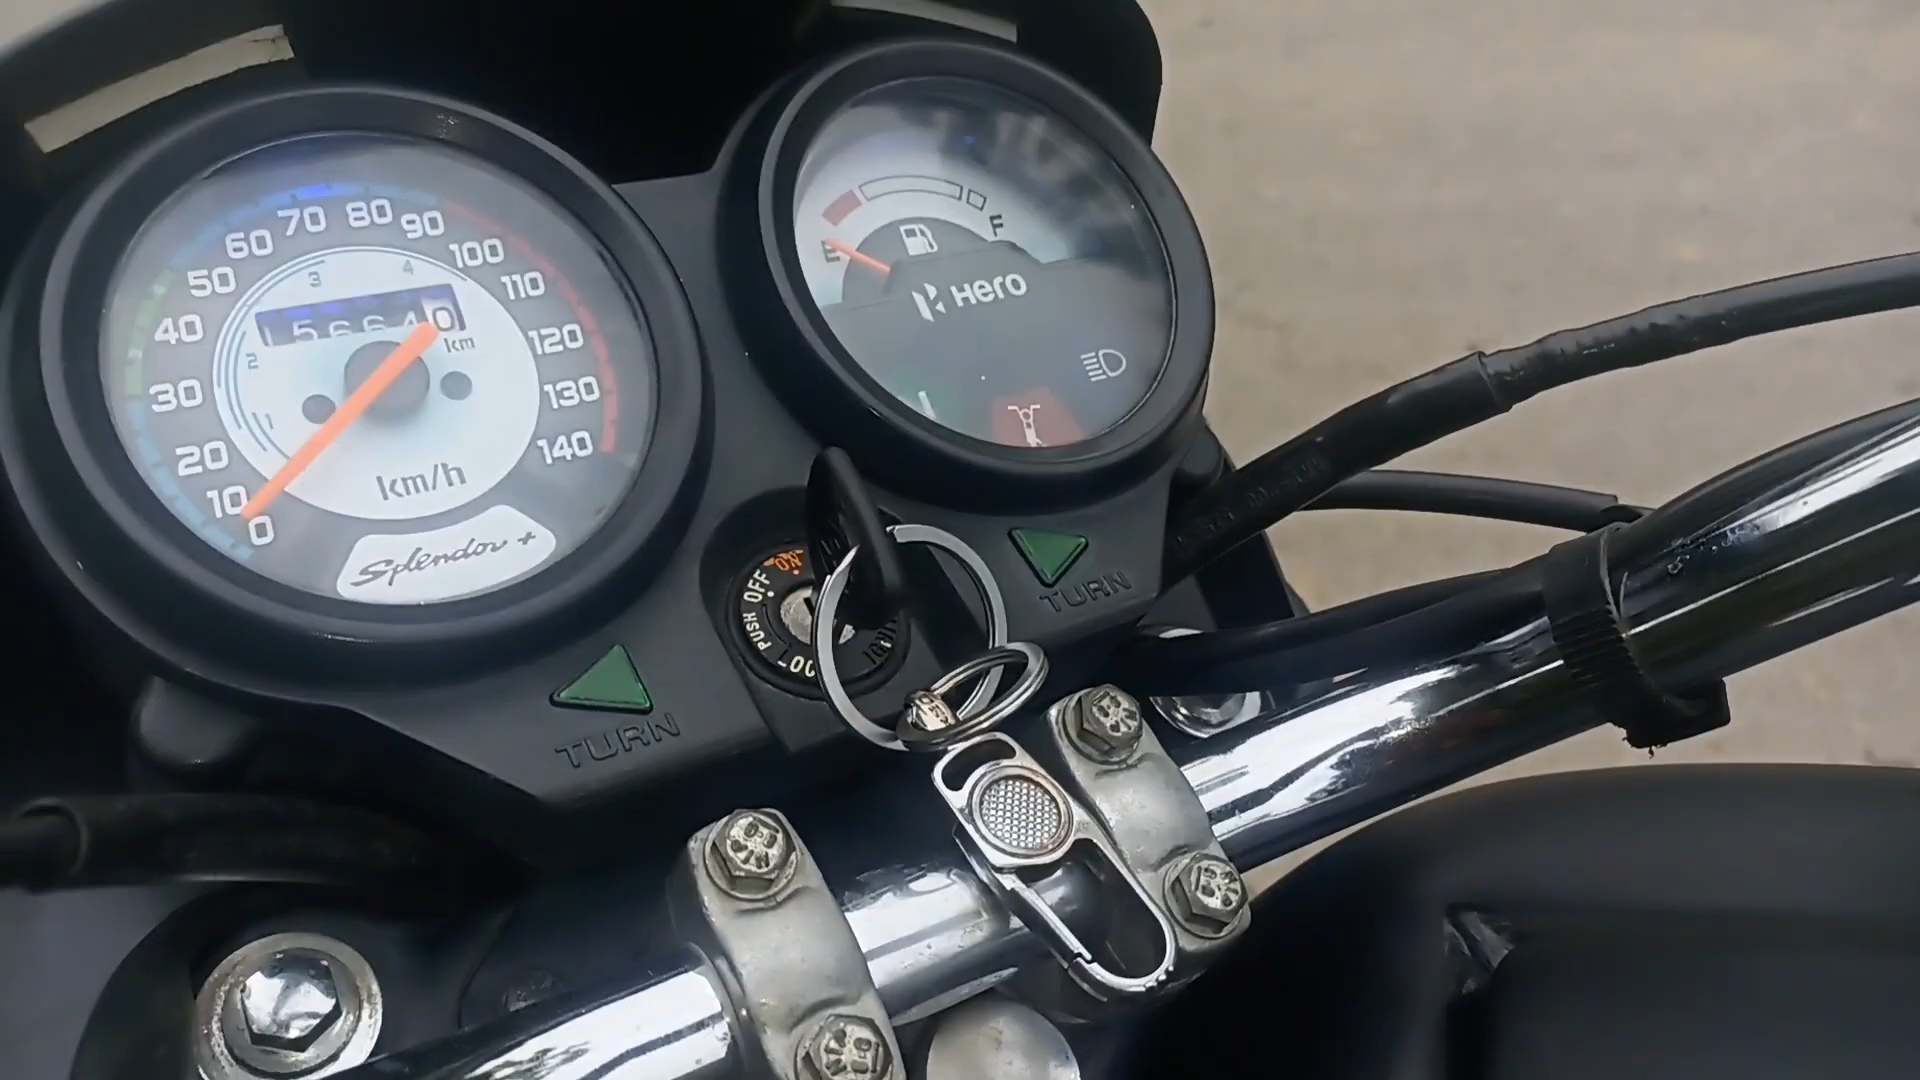 70 80 90
60 100
50 110
40 120
30 130
20 140
10
0
1 2 3 4
156640
km
km/h
Splendor +
E F
Hero
TURN
TURN
PUSH OFF
ON